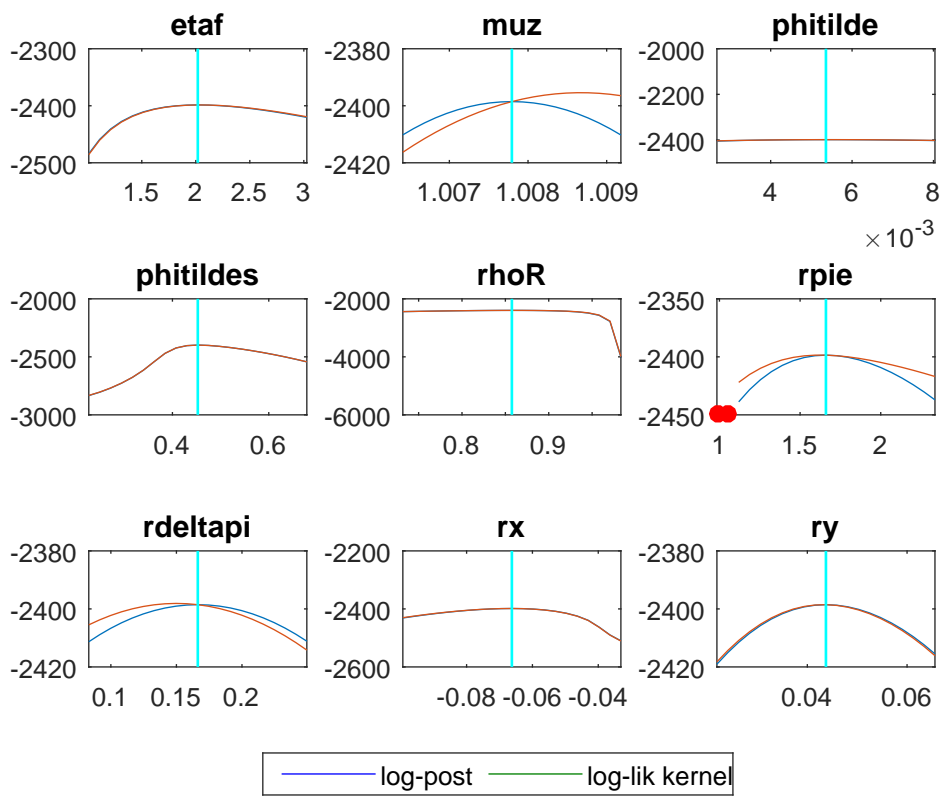 etaf muz phitilde
-2300 -2380 -2000
-2400 -2400 -2200
-2500 -2420 -2400
1.5 2 2.5 3 1.007 1.008 1.009 4 6 8
×10⁻³
phitildes rhoR rpie
-2000 -2000 -2350
-2500 -4000 -2400
-3000 -6000 -2450
0.4 0.6 0.8 0.9 1 1.5 2
rdeltapi rx ry
-2380 -2200 -2380
-2400 -2400 -2400
-2420 -2600 -2420
0.1 0.15 0.2 -0.08 -0.06 -0.04 0.04 0.06
log-post log-lik kernel